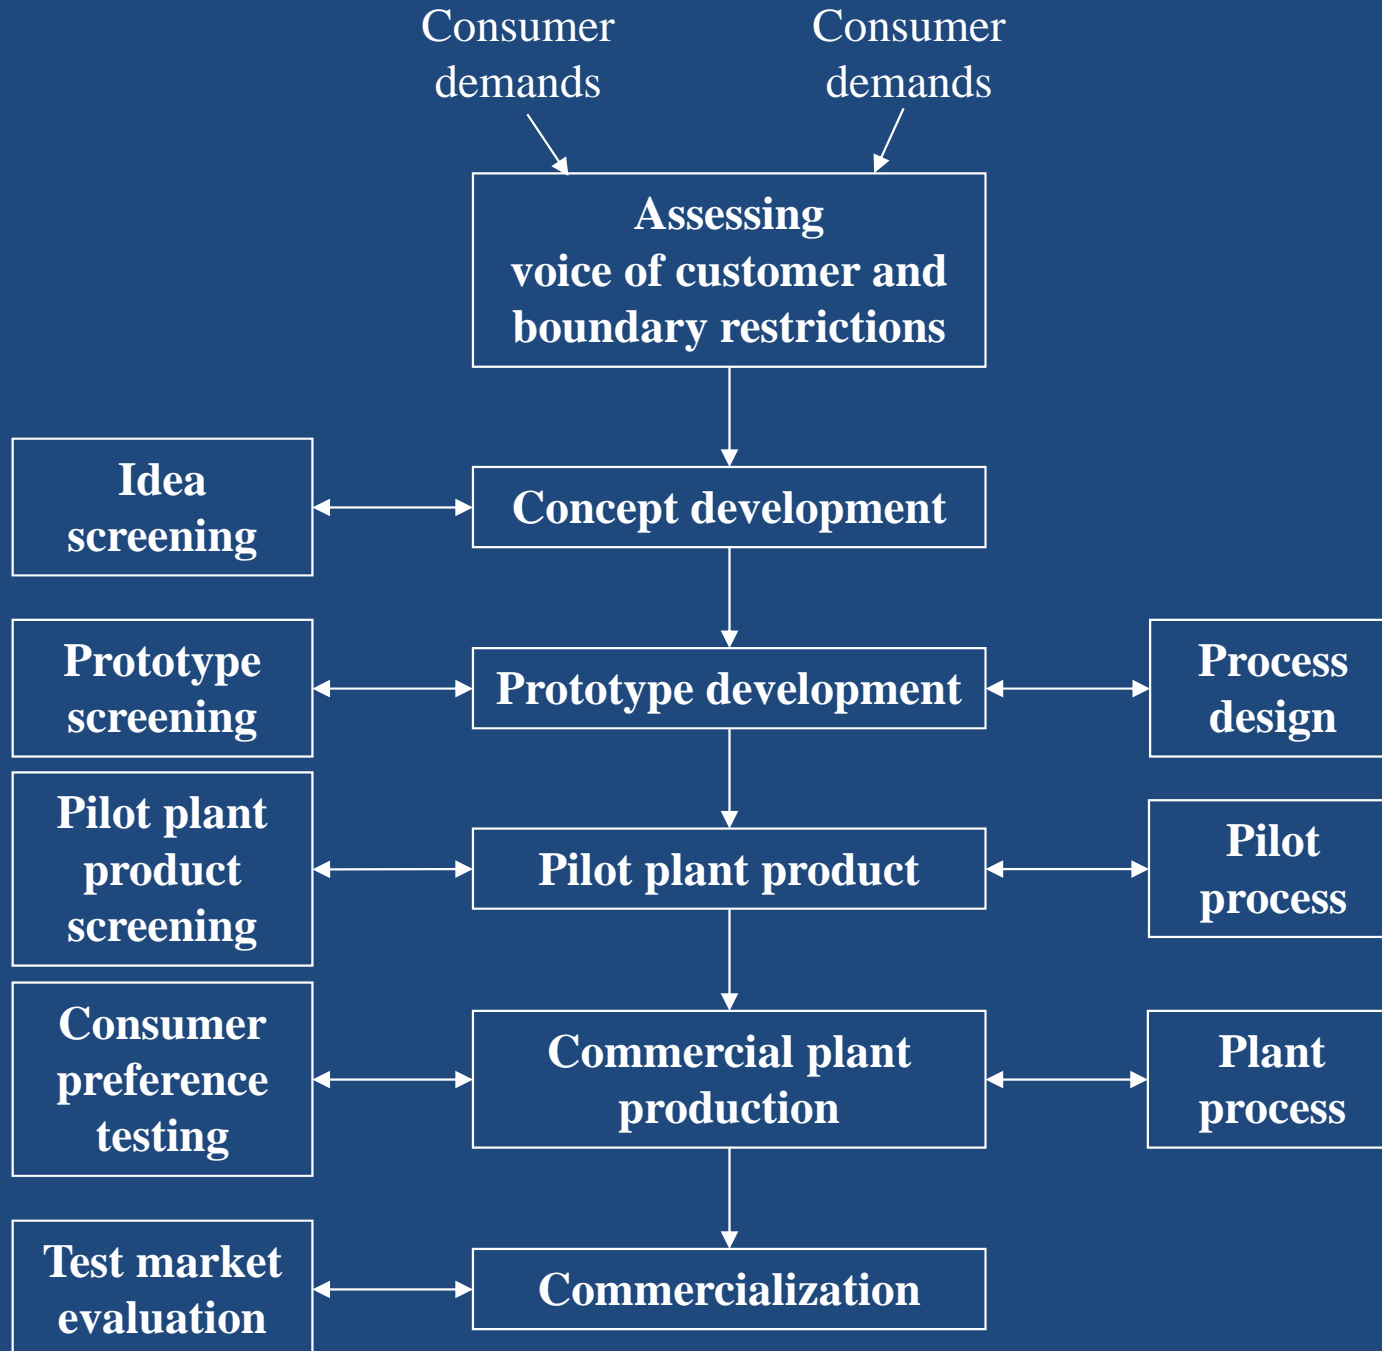 Consumer
demands
Consumer
demands
Assessing
voice of customer and
boundary restrictions
Idea
screening
Concept development
Prototype
screening
Prototype development
Process
design
Pilot plant
product
screening
Pilot plant product
Pilot
process
Consumer
preference
testing
Commercial plant
production
Plant
process
Test market
evaluation
Commercialization